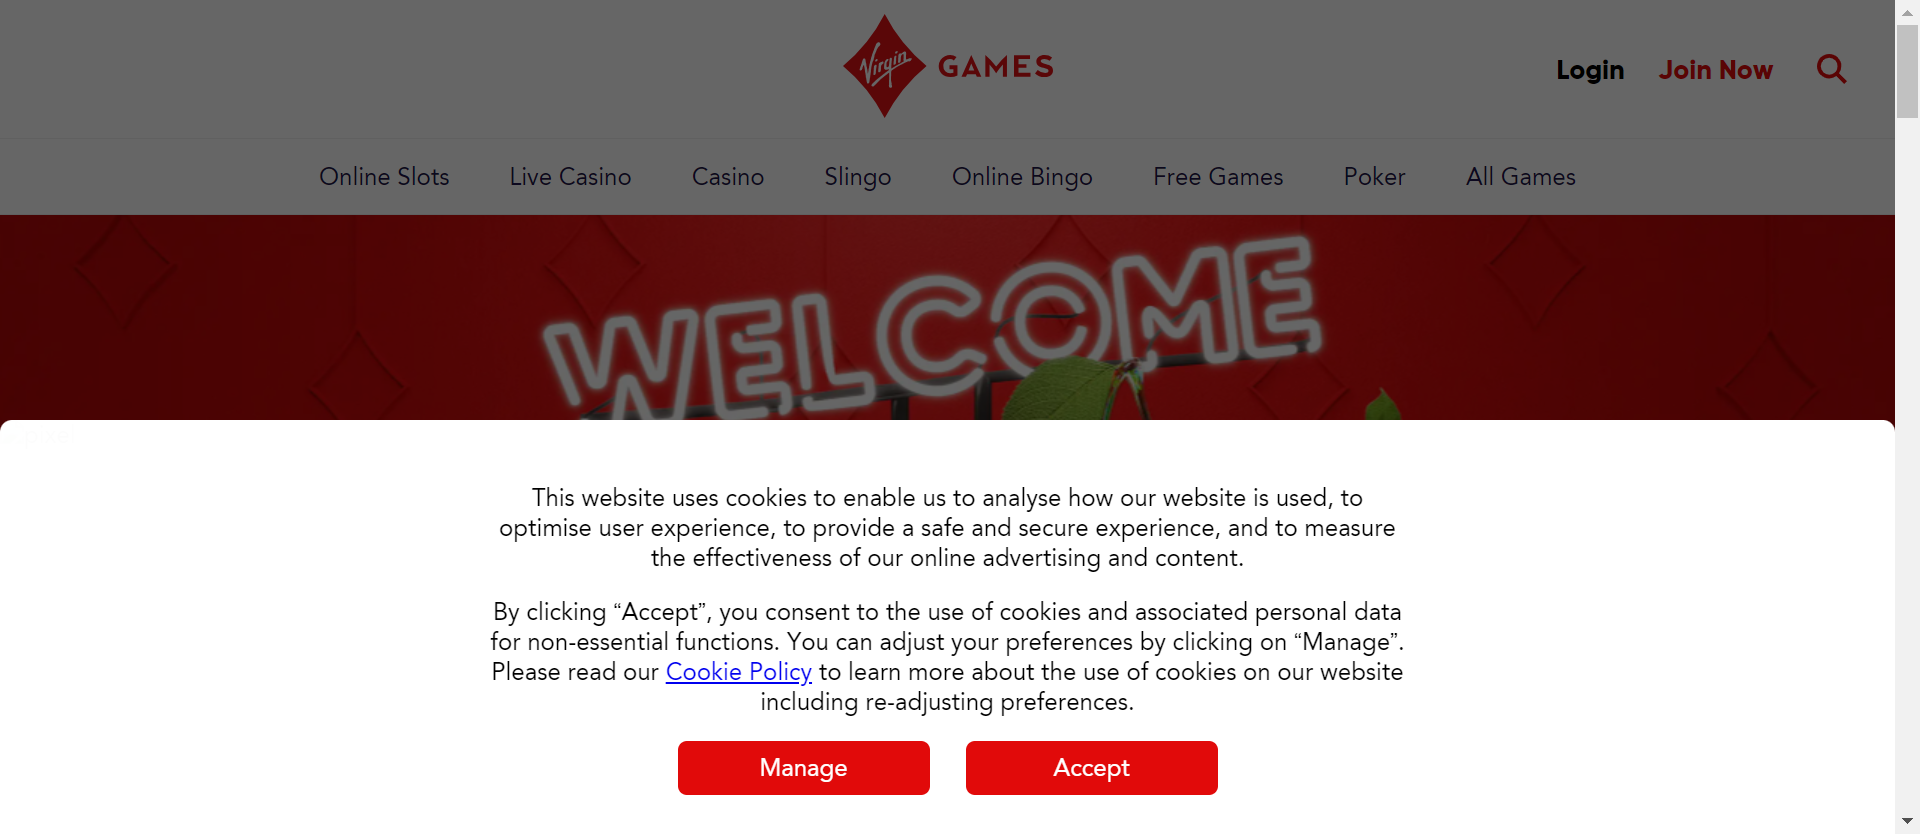 Virgin GAMES
Login Join Now
Online Slots Live Casino Casino Slingo Online Bingo Free Games Poker All Games
WELCOME
This website uses cookies to enable us to analyse how our website is used, to
optimise user experience, to provide a safe and secure experience, and to measure
the effectiveness of our online advertising and content.
By clicking “Accept”, you consent to the use of cookies and associated personal data
for non-essential functions. You can adjust your preferences by clicking on “Manage”.
Please read our Cookie Policy to learn more about the use of cookies on our website
including re-adjusting preferences.
Manage Accept